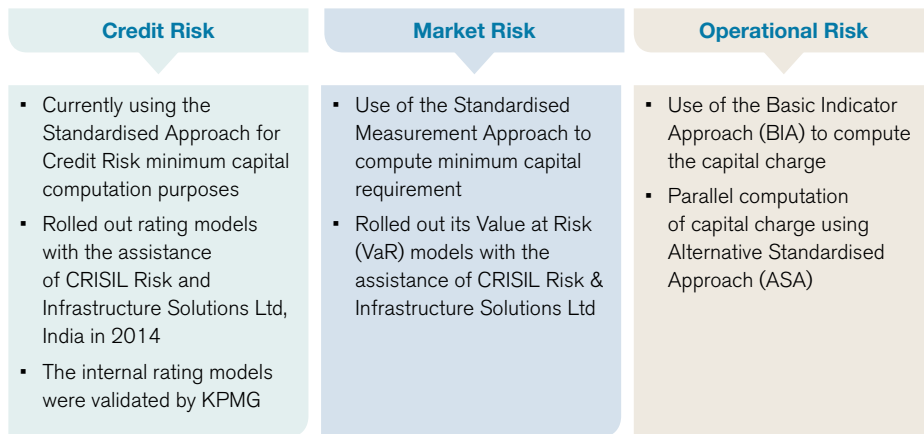 Credit Risk
▪ Currently using the
Standardised Approach for
Credit Risk minimum capital
computation purposes
▪ Rolled out rating models
with the assistance
of CRISIL Risk and
Infrastructure Solutions Ltd,
India in 2014
▪ The internal rating models
were validated by KPMG
Market Risk
▪ Use of the Standardised
Measurement Approach to
compute minimum capital
requirement
▪ Rolled out its Value at Risk
(VaR) models with the
assistance of CRISIL Risk &
Infrastructure Solutions Ltd
Operational Risk
▪ Use of the Basic Indicator
Approach (BIA) to compute
the capital charge
▪ Parallel computation
of capital charge using
Alternative Standardised
Approach (ASA)